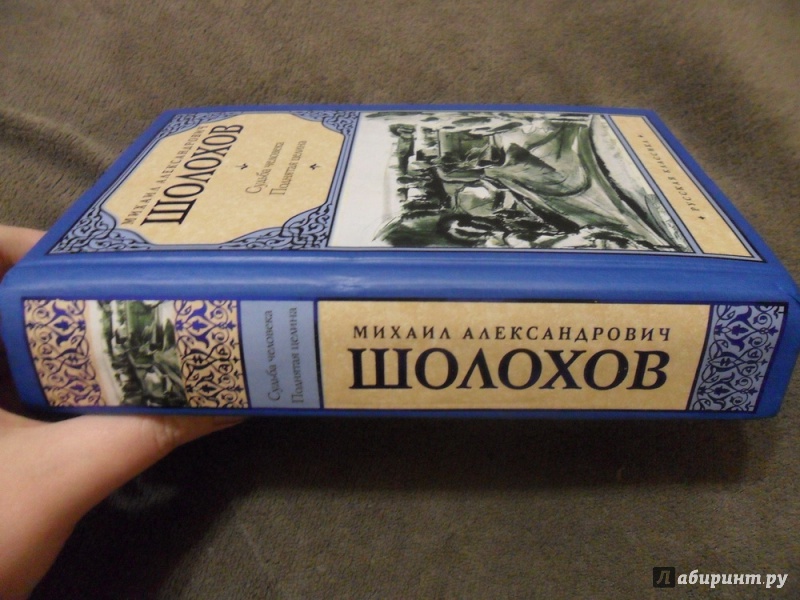 МИХАИЛ АЛЕКСАНДРОВИЧ
ШОЛОХОВ
Судьба человека
Поднятая целина
РУССКАЯ КЛАССИКА
Судьба человека
Поднятая целина
МИХАИЛ АЛЕКСАНДРОВИЧ
ШОЛОХОВ
Лабиринт.ру